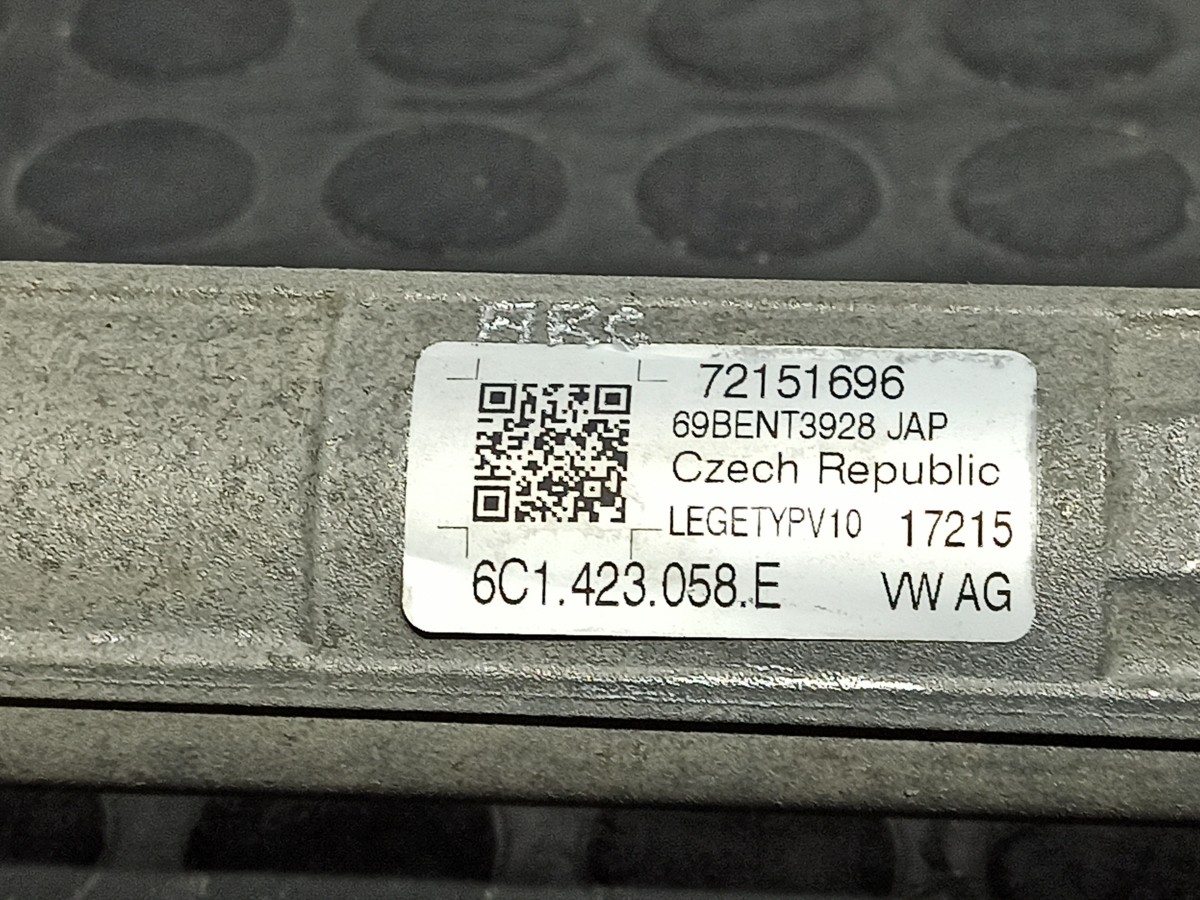 72151696
69BENT3928 JAP
Czech Republic
LEGETYPV10 17215
6C1.423.058.E VW AG